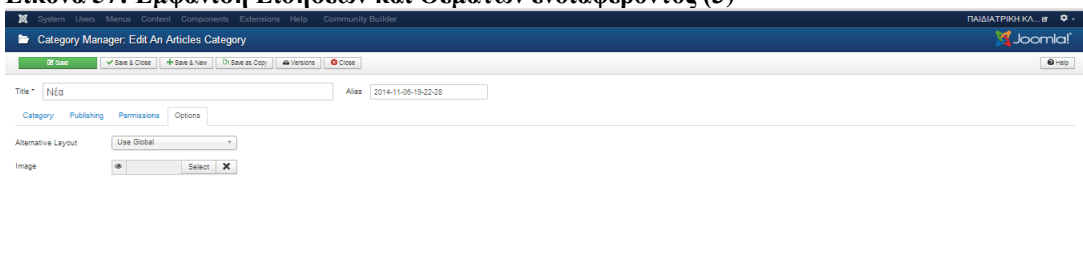 Εικόνα 57: Εμφάνιση Ειδήσεων και Θεμάτων ενδιαφέροντος (5)
System Users Menus Content Components Extensions Help Community Builder ΠΑΙΔΙΑΤΡΙΚΗ ΚΛ...
Category Manager: Edit An Articles Category Joomla!
Save Save & Close Save & New Save as Copy Versions Close Help
Title * Νέα Alias 2014-11-06-19-22-28
Category Publishing Permissions Options
Alternative Layout Use Global
Image Select